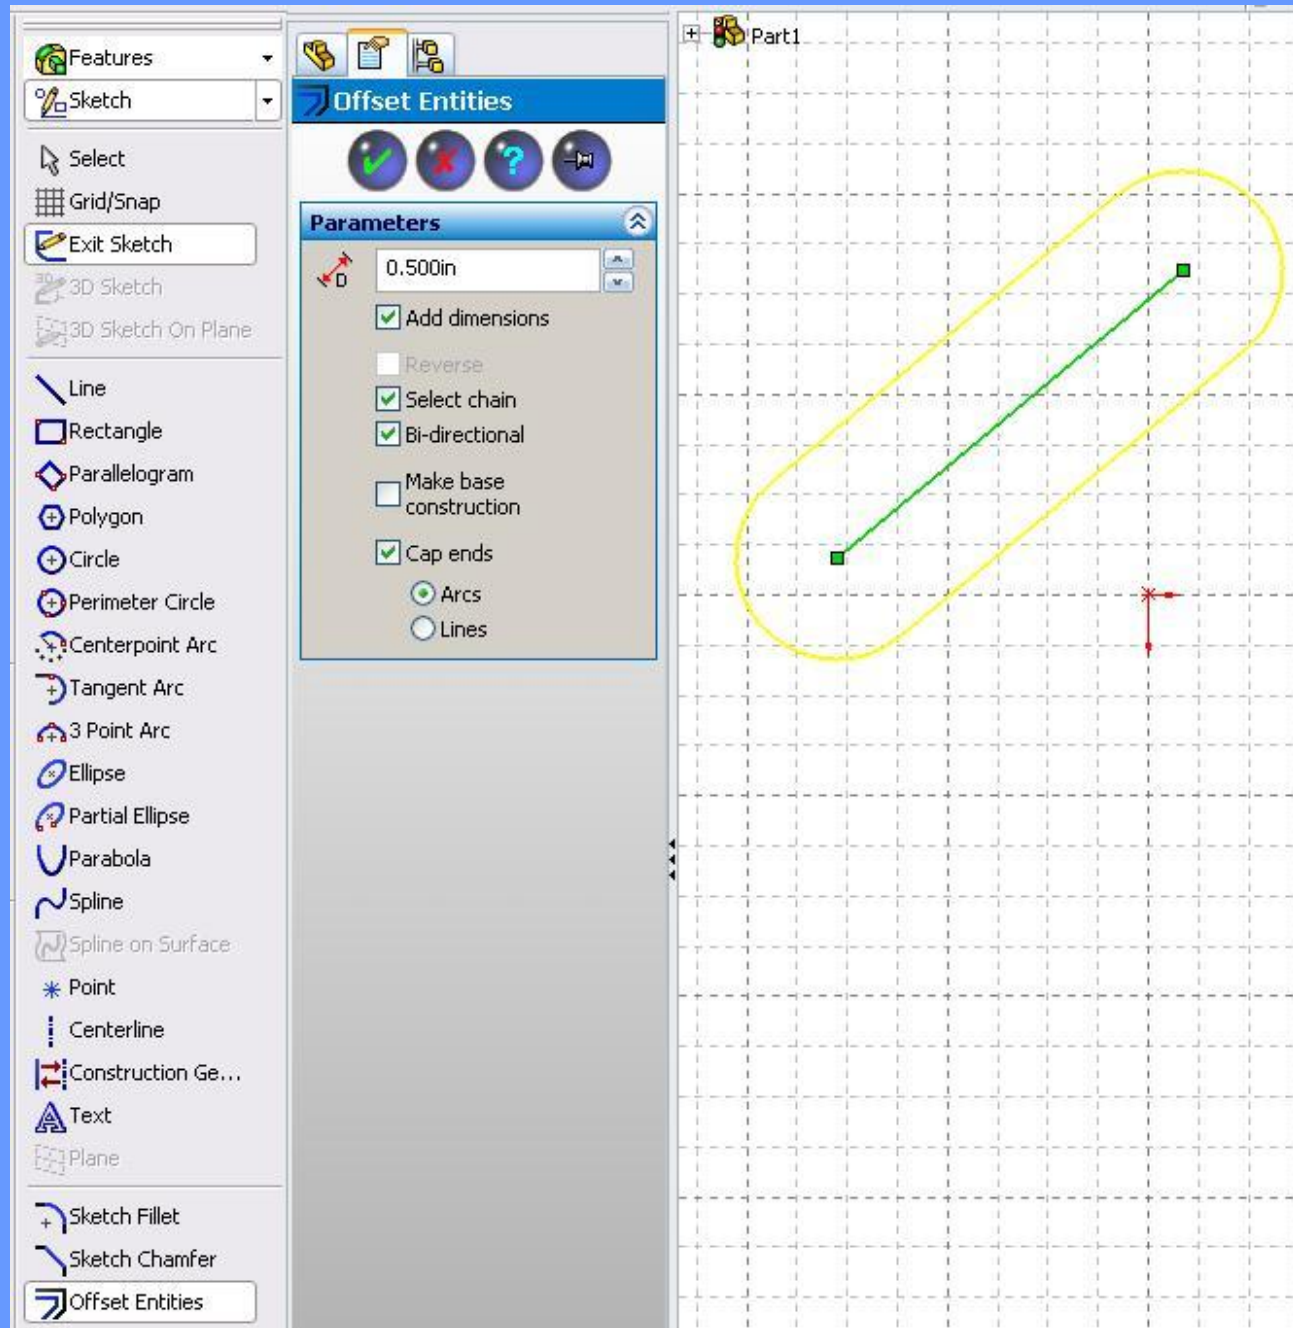 Features
Sketch
Select
Grid/Snap
Exit Sketch
3D Sketch
3D Sketch On Plane
Line
Rectangle
Parallelogram
Polygon
Circle
Perimeter Circle
Centerpoint Arc
Tangent Arc
3 Point Arc
Ellipse
Partial Ellipse
Parabola
Spline
Spline on Surface
Point
Centerline
Construction Ge...
Text
Plane
Sketch Fillet
Sketch Chamfer
Offset Entities
Offset Entities
Parameters
D
0.500in
Add dimensions
Reverse
Select chain
Bi-directional
Make base
construction
Cap ends
Arcs
Lines
Part1